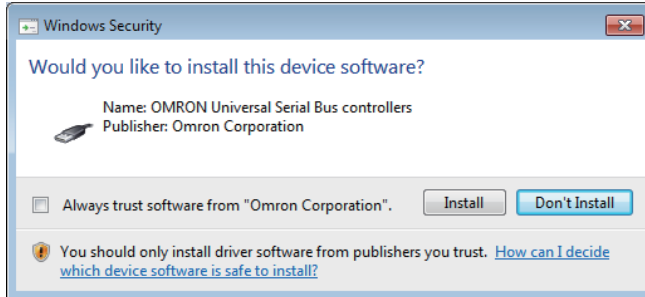 Windows Security
Would you like to install this device software?
Name: OMRON Universal Serial Bus controllers
Publisher: Omron Corporation
Always trust software from "Omron Corporation".
Install
Don't Install
You should only install driver software from publishers you trust. How can I decide
which device software is safe to install?